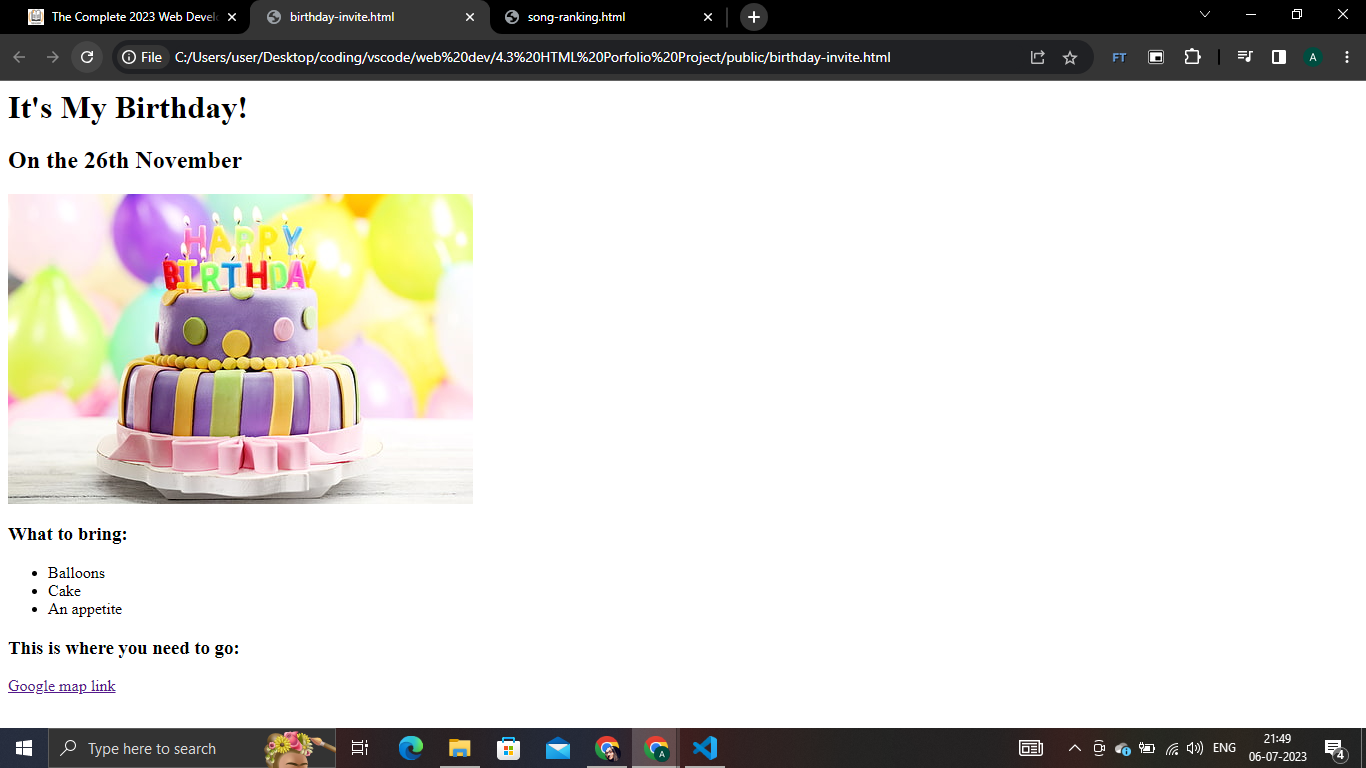 The Complete 2023 Web Devel
birthday-invite.html
song-ranking.html
File
C:/Users/user/Desktop/coding/vscode/web%20dev/4.3%20HTML%20Porfolio%20Project/public/birthday-invite.html
FT
A
It's My Birthday!
On the 26th November
HAPPY
BIRTHDAY
What to bring:
Balloons
Cake
An appetite
This is where you need to go:
Google map link
Type here to search
A
ENG
21:49
06-07-2023
4